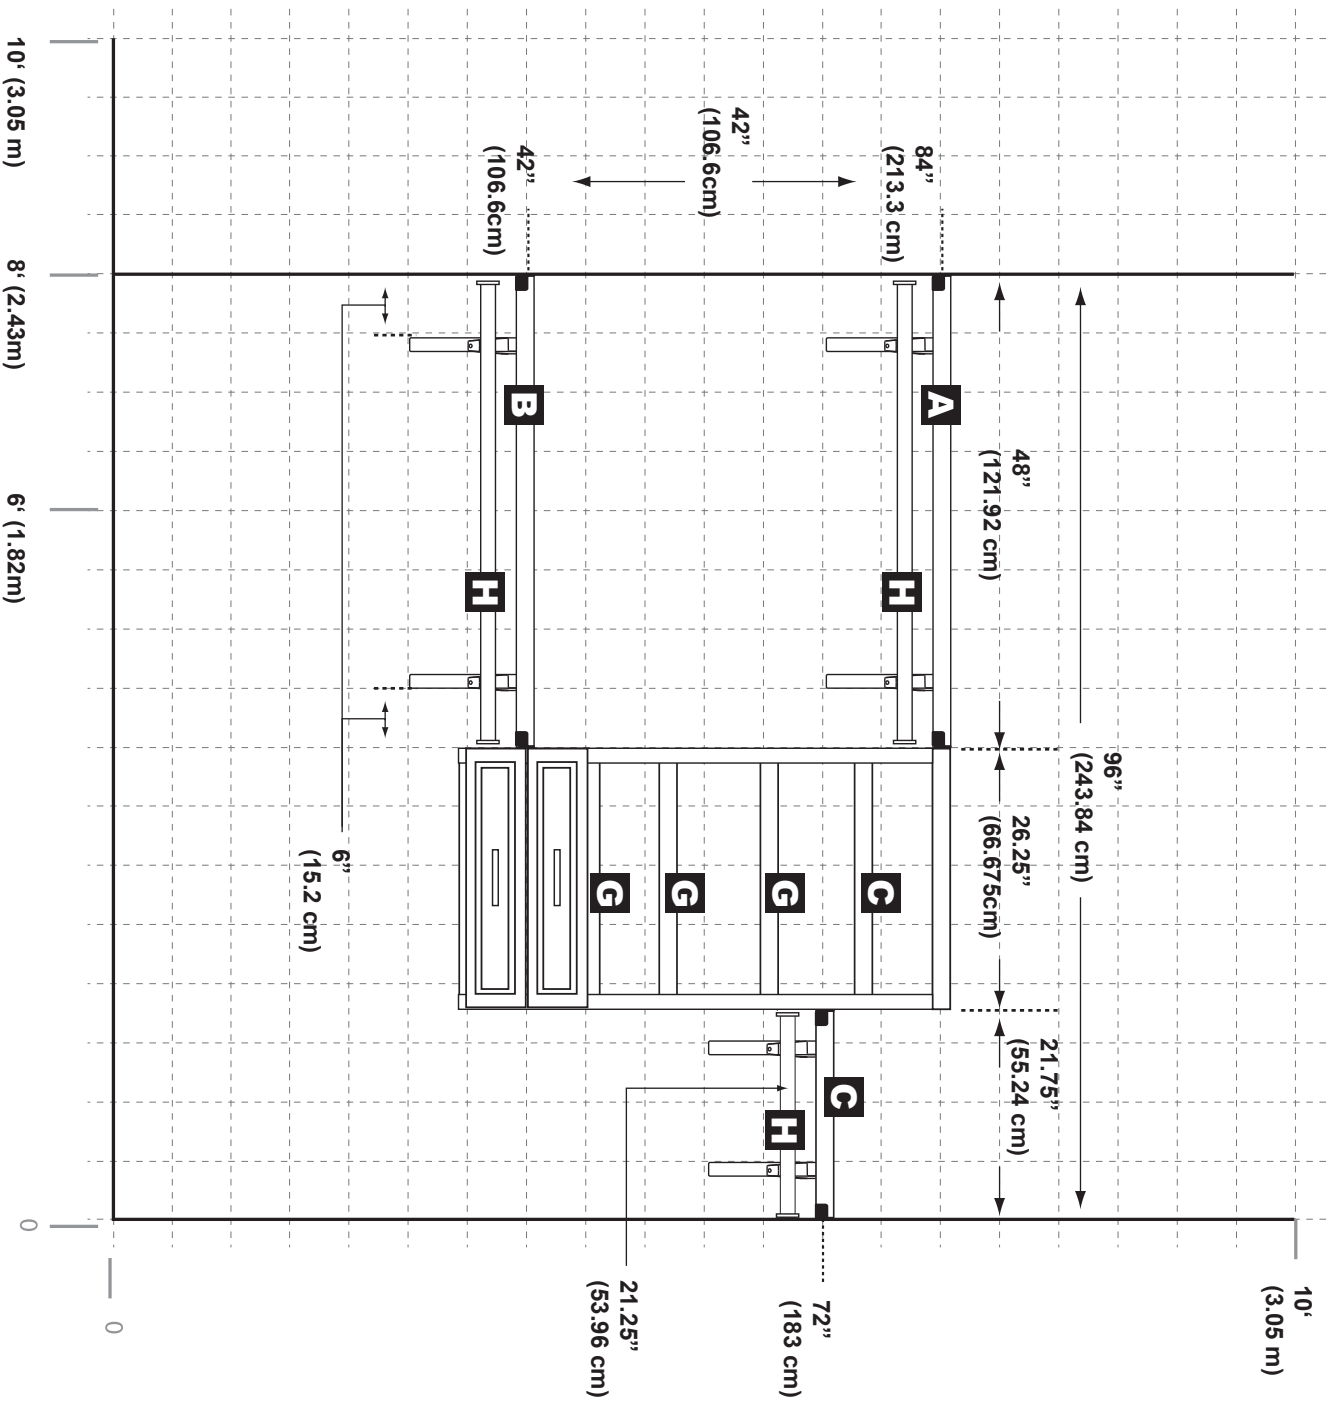 10‘
(3.05 m)
96”
(243.84 cm)
48”
(121.92 cm)
26.25”
(66.675cm)
21.75”
(55.24 cm)
84”
(213.3 cm)
A
H
C
G
G
G
C
H
72”
(183 cm)
42”
(106.6cm)
42”
(106.6cm)
B
H
21.25”
(53.96 cm)
6”
(15.2 cm)
0
10‘ (3.05 m)
8‘ (2.43m)
6‘ (1.82m)
0